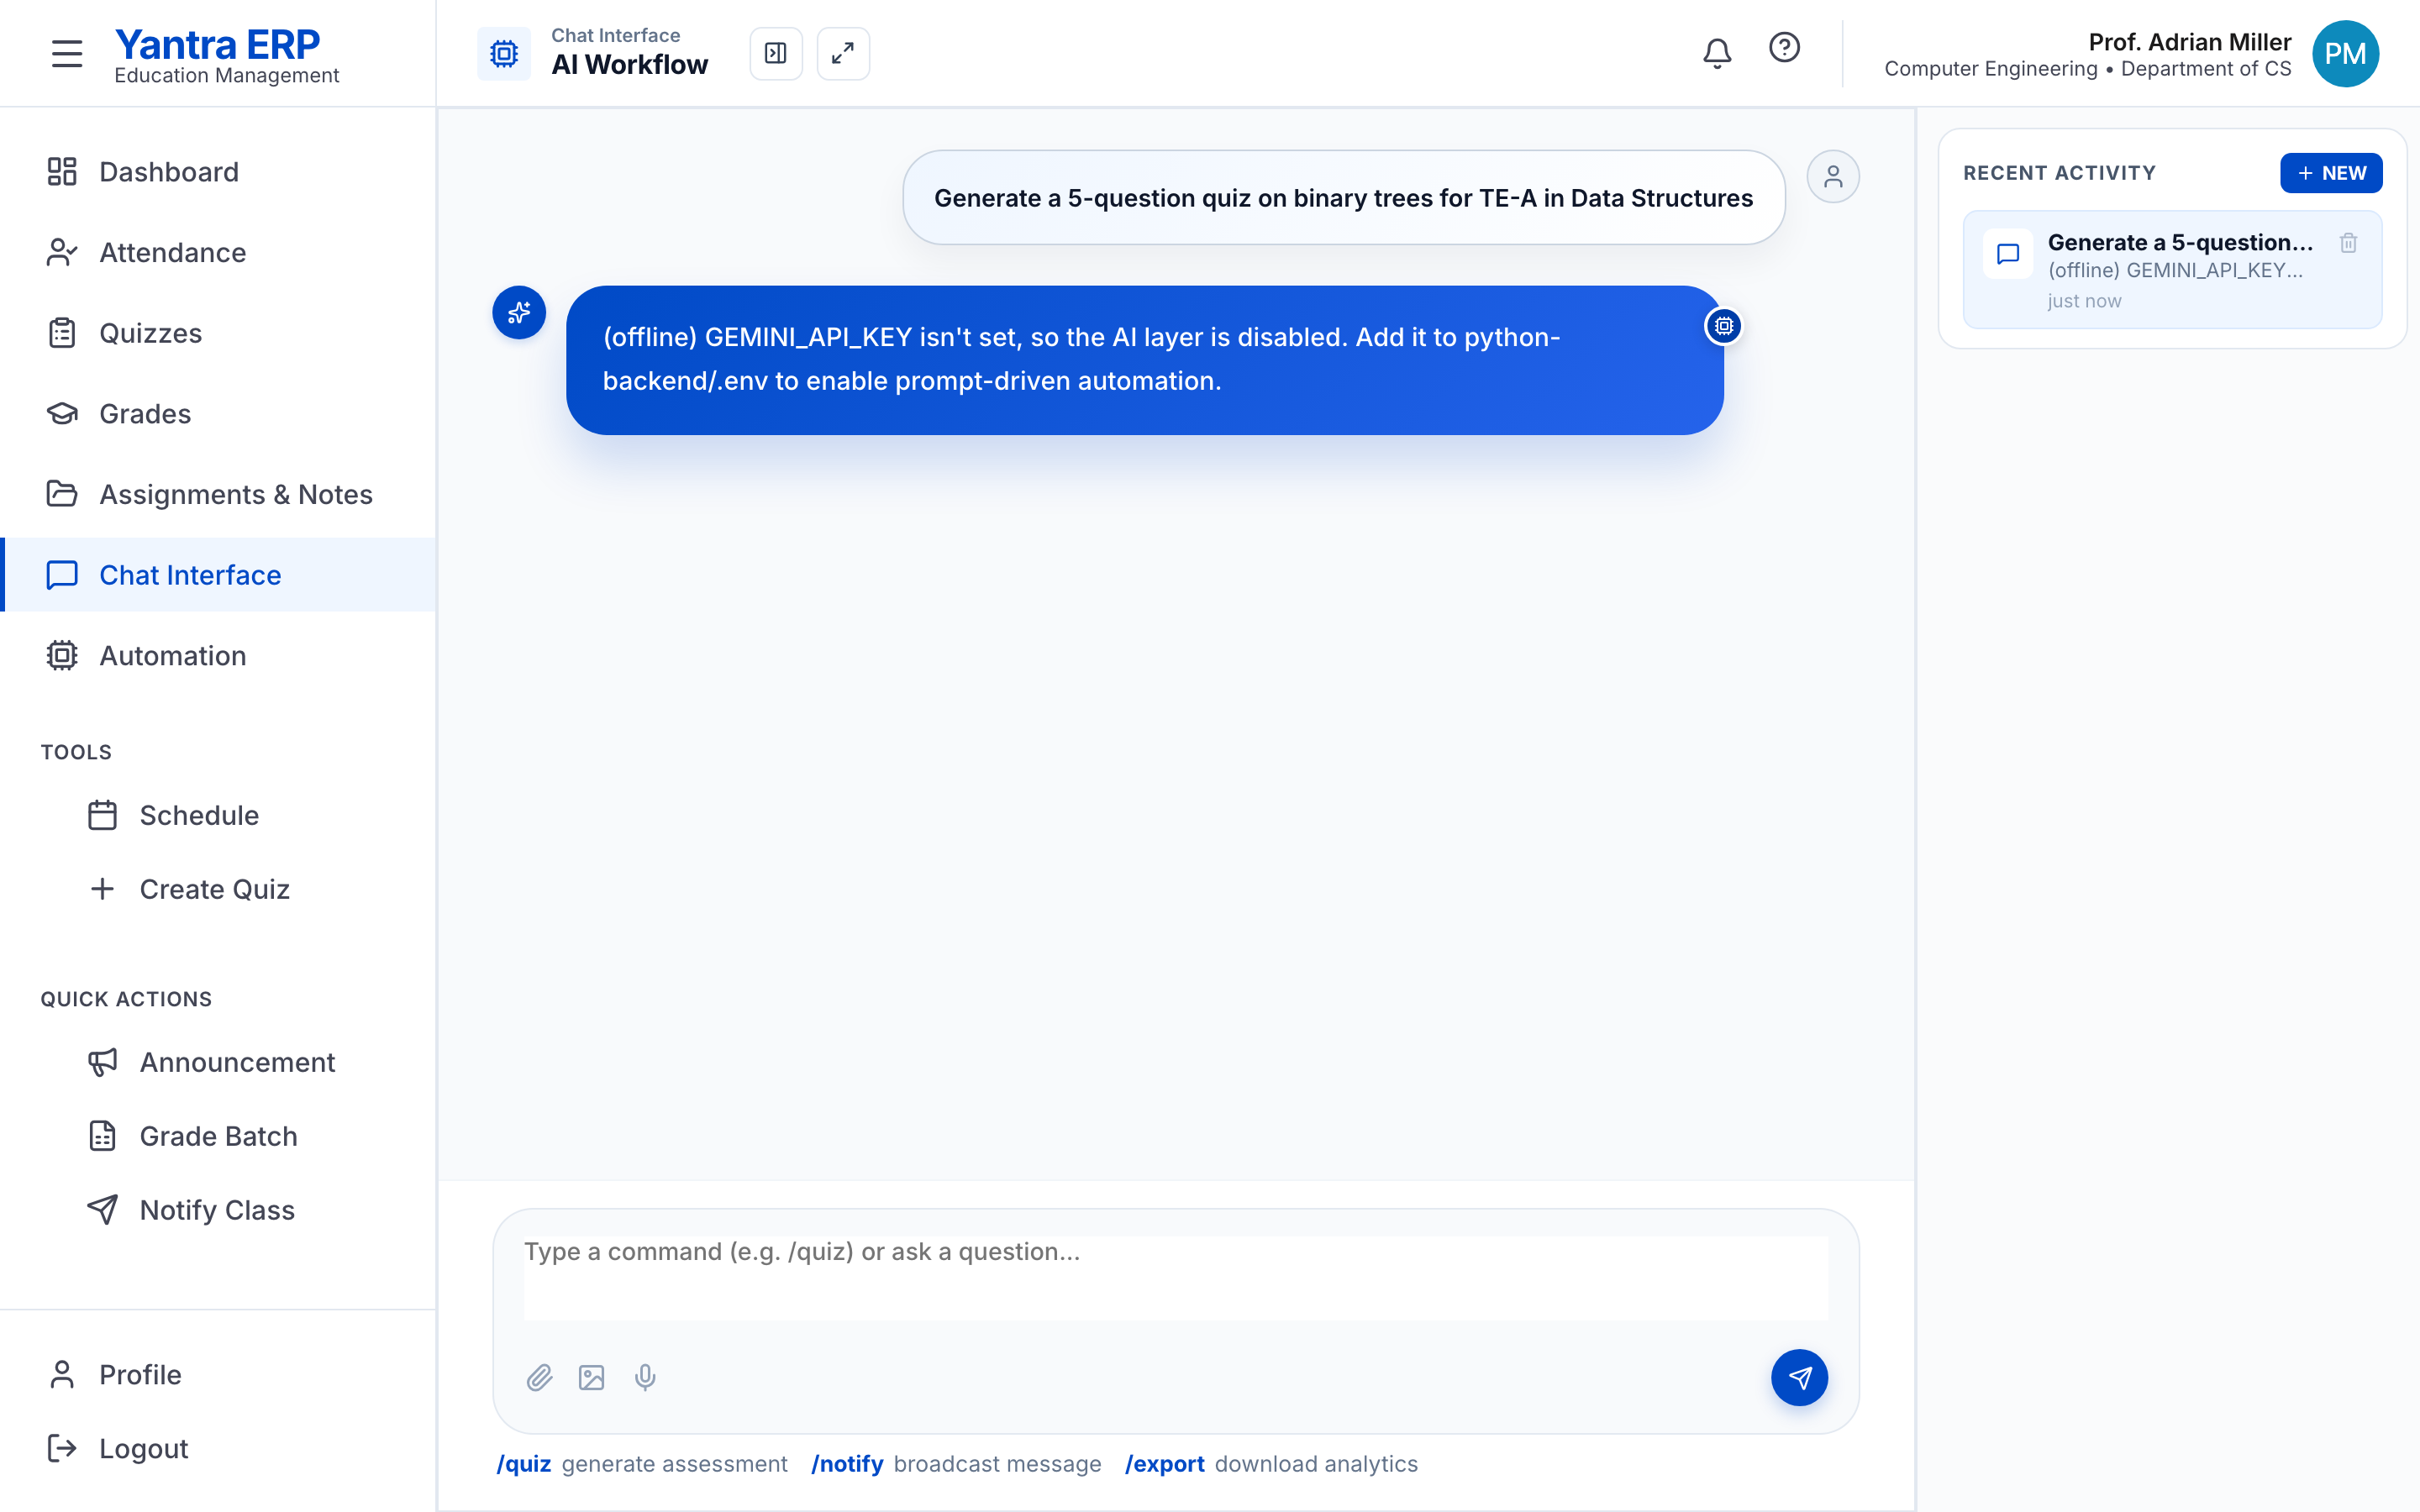 Yantra ERP
Education Management
Chat Interface
AI Workflow
Prof. Adrian Miller
Computer Engineering • Department of CS
PM
Dashboard
Attendance
Quizzes
Grades
Assignments & Notes
Chat Interface
Automation
TOOLS
Schedule
Create Quiz
QUICK ACTIONS
Announcement
Grade Batch
Notify Class
Profile
Logout
Generate a 5-question quiz on binary trees for TE-A in Data Structures
(offline) GEMINI_API_KEY isn't set, so the AI layer is disabled. Add it to python-
backend/.env to enable prompt-driven automation.
Type a command (e.g. /quiz) or ask a question...
/quiz generate assessment /notify broadcast message /export download analytics
RECENT ACTIVITY
+ NEW
Generate a 5-question...
(offline) GEMINI_API_KEY...
just now